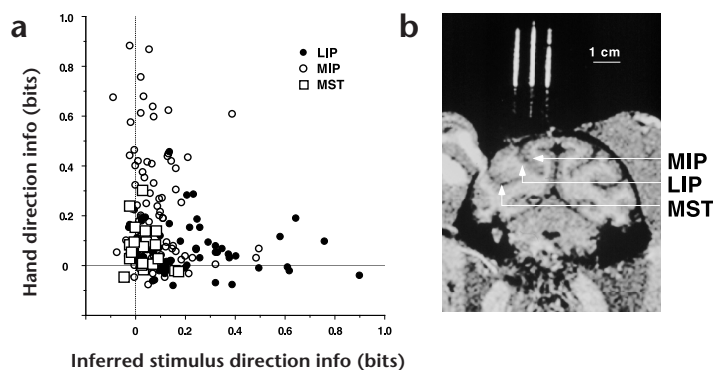 a
1.0
0.8
0.6
0.4
0.2
0
0
0.2
0.4
0.6
0.8
1.0
Hand direction info (bits)
Inferred stimulus direction info (bits)
LIP
MIP
MST
b
1 cm
MIP
LIP
MST